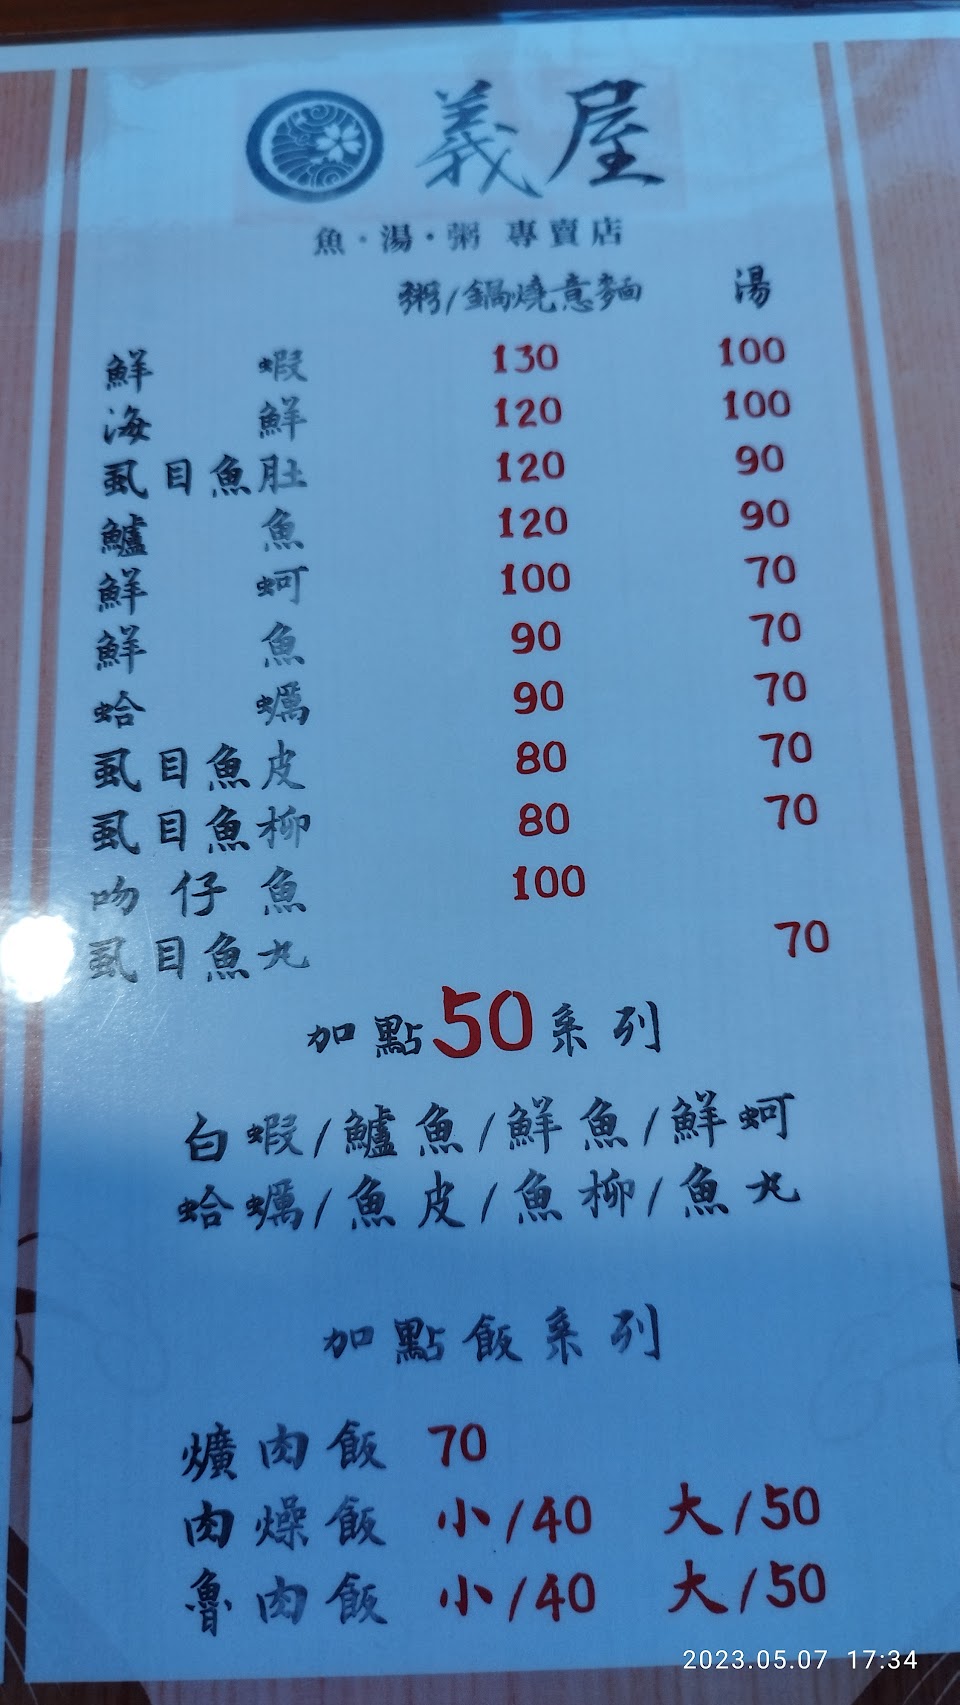 義屋
魚·湯·粥 專賣店
粥/鍋燒意麵 湯
鮮蝦 130 100
海鮮 120 100
虱目魚肚 120 90
鱸魚 120 90
鮮蚵 100 70
鮮魚 90 70
蛤蠣 90 70
虱目魚皮 80 70
虱目魚柳 80 70
吻仔魚 100
虱目魚丸 70
加點50系列
白蝦/鱸魚/鮮魚/鮮蚵
蛤蠣/魚皮/魚柳/魚丸
加點飯系列
爌肉飯 70
肉燥飯 小/40 大/50
魯肉飯 小/40 大/50
2023.05.07 17:34